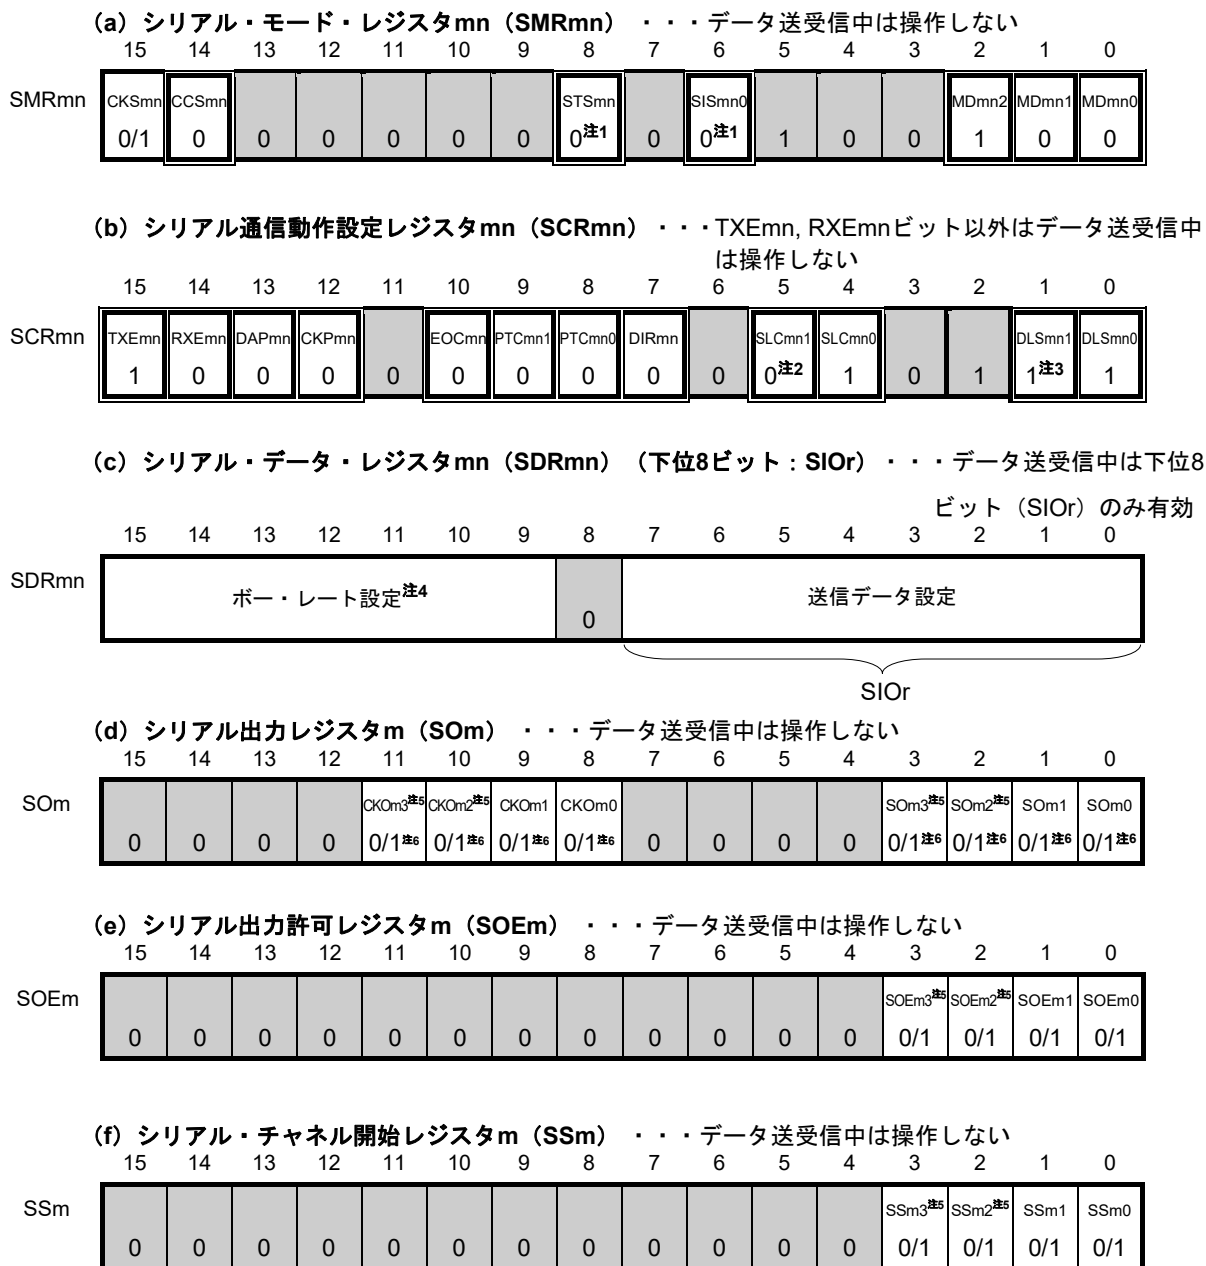 (a) シリアル・モード・レジスタmn（SMRmn） ・・・データ送受信中は操作しない
15 14 13 12 11 10 9 8 7 6 5 4 3 2 1 0
SMRmn CKSmn CCSmn STSmn SISmn0 MDmn2 MDmn1 MDmn0
0/1 0 0 0 0 0 0 0注1 0 0注1 1 0 0 1 0 0
(b) シリアル通信動作設定レジスタmn（SCRmn）・・・TXEmn, RXEmnビット以外はデータ送受信中
は操作しない
15 14 13 12 11 10 9 8 7 6 5 4 3 2 1 0
SCRmn TXEmn RXEmn DAPmn CKPmn EOCmn PTCmn1 PTCmn0 DIRmn SLCmn1 SLCmn0 DLSmn1 DLSmn0
1 0 0 0 0 0 0 0 0 0 0注2 1 0 1 1注3 1
(c) シリアル・データ・レジスタmn（SDRmn）（下位8ビット：SIOr）・・・データ送受信中は下位8
ビット（SIOr）のみ有効
15 14 13 12 11 10 9 8 7 6 5 4 3 2 1 0
SDRmn ボー・レート設定注4 0 送信データ設定
SIOr
(d) シリアル出力レジスタm（SOm） ・・・データ送受信中は操作しない
15 14 13 12 11 10 9 8 7 6 5 4 3 2 1 0
SOm CKOm3注5 CKOm2注5 CKOm1 CKOm0 SOm3注5 SOm2注5 SOm1 SOm0
0 0 0 0 0/1注6 0/1注6 0/1注6 0/1注6 0 0 0 0 0/1注6 0/1注6 0/1注6 0/1注6
(e) シリアル出力許可レジスタm（SOEm） ・・・データ送受信中は操作しない
15 14 13 12 11 10 9 8 7 6 5 4 3 2 1 0
SOEm SOEm3注5 SOEm2注5 SOEm1 SOEm0
0 0 0 0 0 0 0 0 0 0 0 0 0/1 0/1 0/1 0/1
(f) シリアル・チャネル開始レジスタm（SSm） ・・・データ送受信中は操作しない
15 14 13 12 11 10 9 8 7 6 5 4 3 2 1 0
SSm SSm3注5 SSm2注5 SSm1 SSm0
0 0 0 0 0 0 0 0 0 0 0 0 0/1 0/1 0/1 0/1